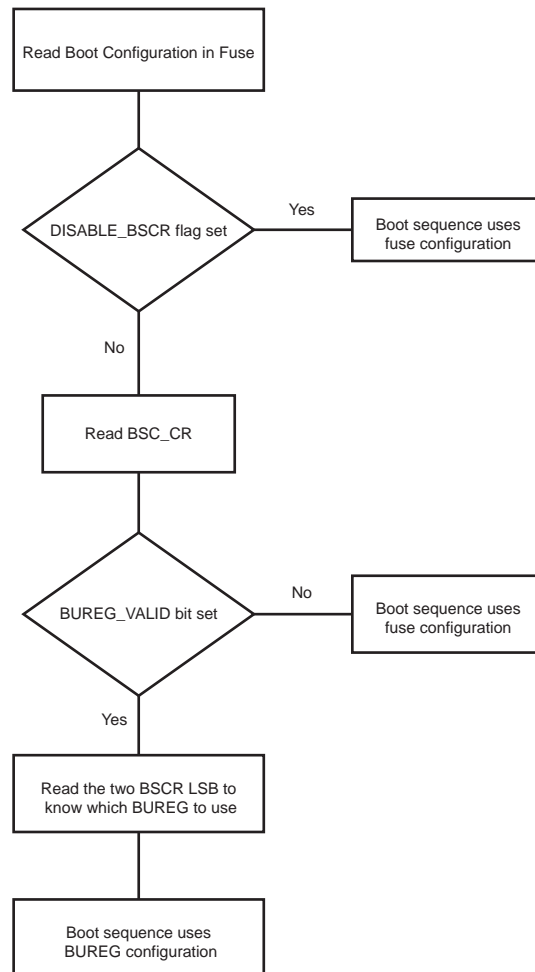 Read Boot Configuration in Fuse
DISABLE_BSCR flag set
Yes
Boot sequence uses
fuse configuration
No
Read BSC_CR
BUREG_VALID bit set
No
Boot sequence uses
fuse configuration
Yes
Read the two BSCR LSB to
know which BUREG to use
Boot sequence uses
BUREG configuration